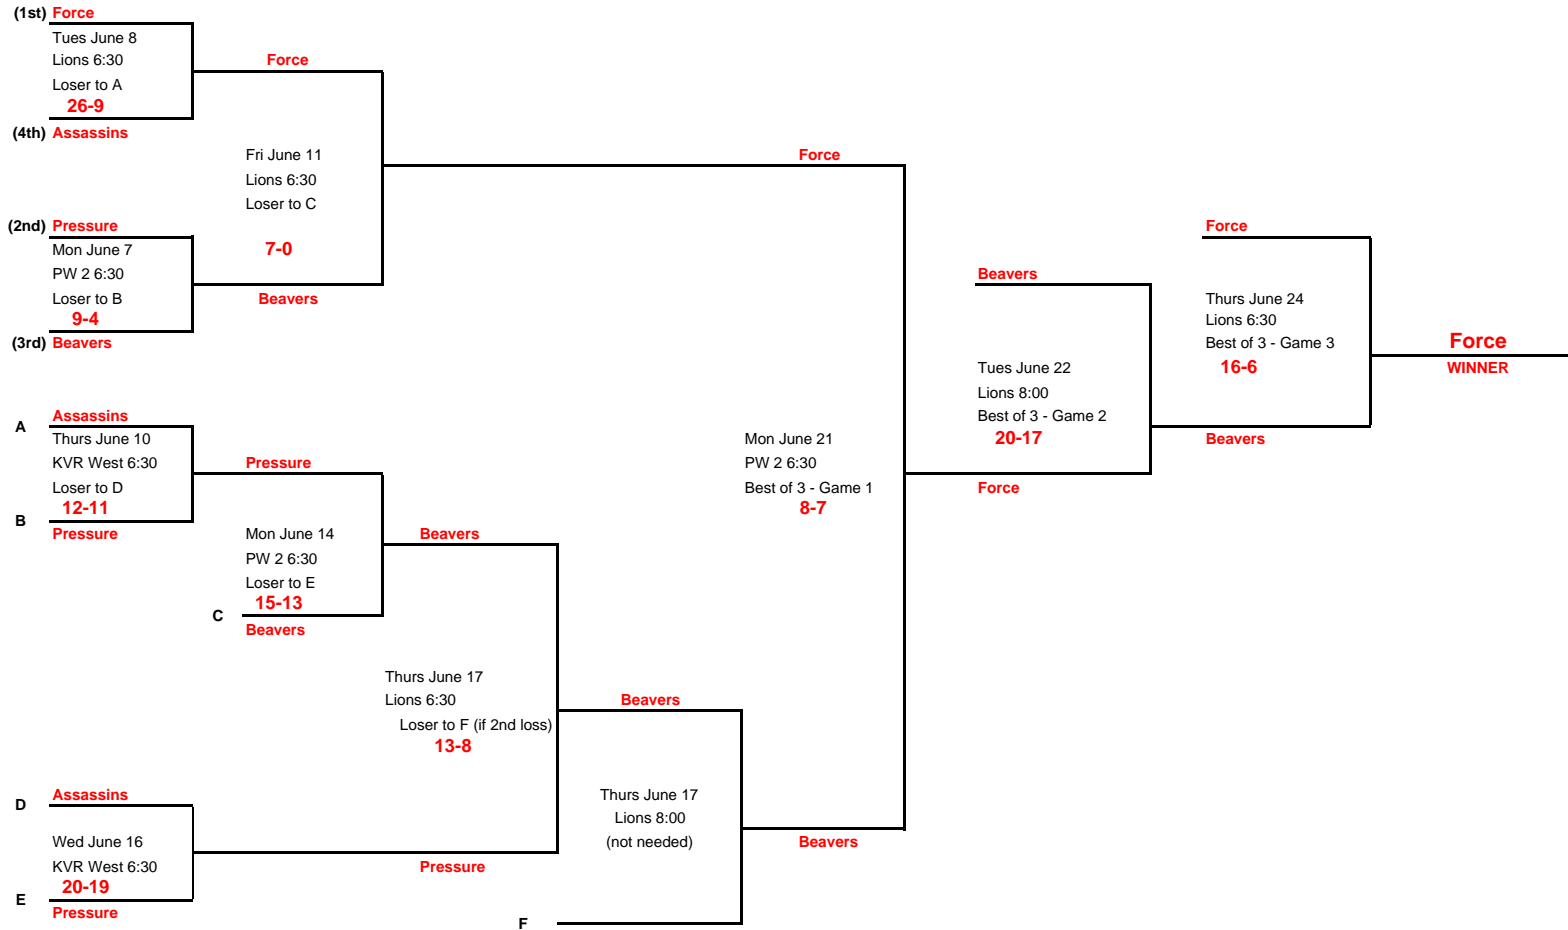 (1st) Force
Tues June 8
Lions 6:30
Loser to A
26-9
(4th) Assassins
Force
Fri June 11
Lions 6:30
Loser to C
7-0
Beavers
(2nd) Pressure
Mon June 7
PW 2 6:30
Loser to B
9-4
(3rd) Beavers
A Assassins
Thurs June 10
KVR West 6:30
Loser to D
12-11
B Pressure
Pressure
Mon June 14
PW 2 6:30
Loser to E
15-13
C Beavers
Beavers
Thurs June 17
Lions 6:30
Loser to F (if 2nd loss)
13-8
D Assassins
Wed June 16
KVR West 6:30
20-19
E Pressure
Pressure
Beavers
Thurs June 17
Lions 8:00
(not needed)
F
Force
Mon June 21
PW 2 6:30
Best of 3 - Game 1
8-7
Beavers
Beavers
Tues June 22
Lions 8:00
Best of 3 - Game 2
20-17
Force
Force
Thurs June 24
Lions 6:30
Best of 3 - Game 3
16-6
Beavers
Force
WINNER